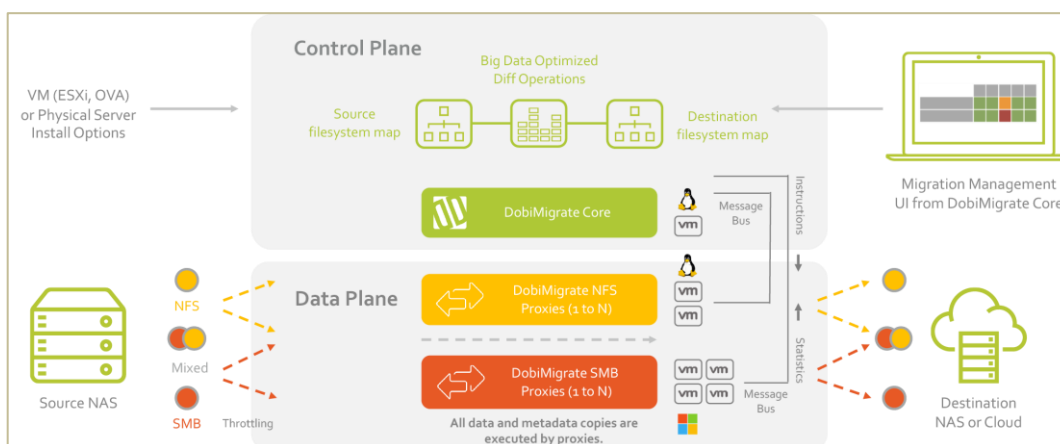 Control Plane
Big Data Optimized
Diff Operations
VM (ESXi, OVA)
or Physical Server
Install Options
Source
filesystem map
Destination
filesystem map
Migration Management
UI from DobiMigrate Core
DobiMigrate Core
vm
Message
Bus
Instructions
Data Plane
NFS
Mixed
SMB
Throttling
Source NAS
DobiMigrate NFS
Proxies (1 to N)
vm
vm
DobiMigrate SMB
Proxies (1 to N)
vm
vm
vm
vm
Message
Bus
Statistics
All data and metadata copies are
executed by proxies.
Destination
NAS or Cloud